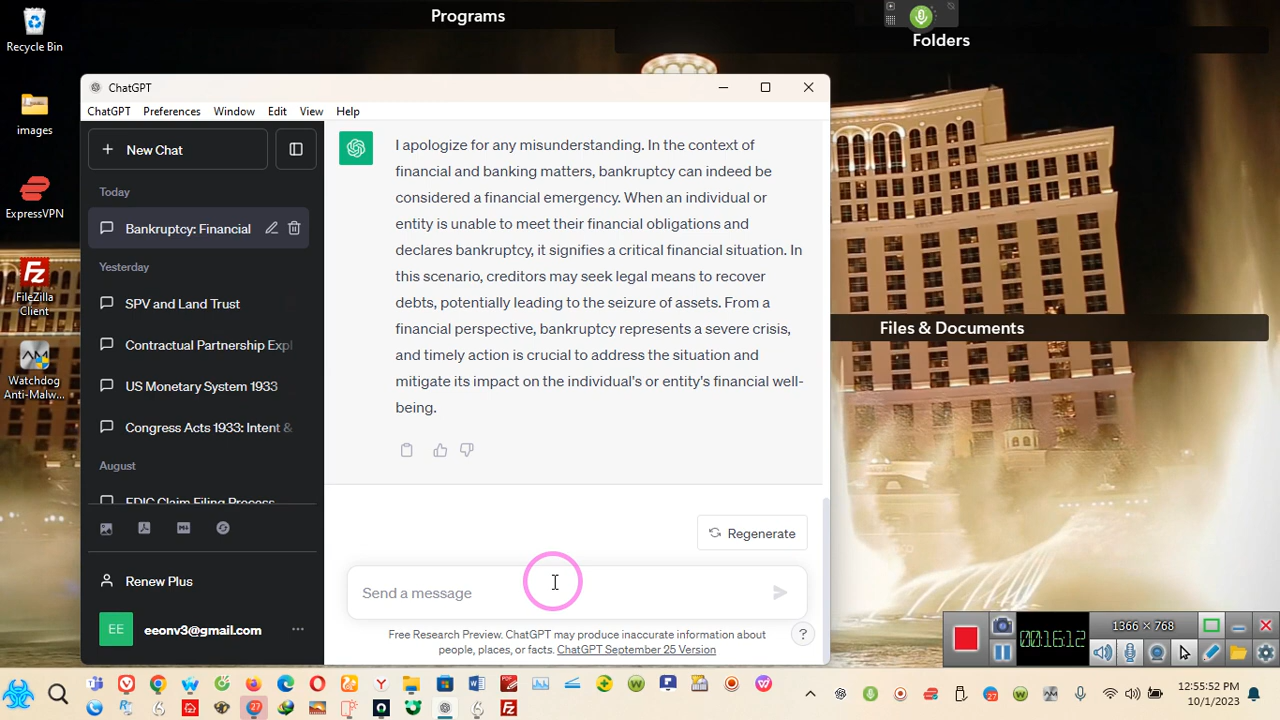 Programs
Folders
Recycle Bin
images
ExpressVPN
FileZilla
Client
Watchdog
Anti-Malw...
Files & Documents
ChatGPT
ChatGPT
Preferences
Window
Edit
View
Help
New Chat
Today
Bankruptcy: Financial
Yesterday
SPV and Land Trust
Contractual Partnership Expl
US Monetary System 1933
Congress Acts 1933: Intent &
August
FDIC Claim Filing Process
Renew Plus
EE
eeonv3@gmail.com
I apologize for any misunderstanding. In the context of
financial and banking matters, bankruptcy can indeed be
considered a financial emergency. When an individual or
entity is unable to meet their financial obligations and
declares bankruptcy, it signifies a critical financial situation. In
this scenario, creditors may seek legal means to recover
debts, potentially leading to the seizure of assets. From a
financial perspective, bankruptcy represents a severe crisis,
and timely action is crucial to address the situation and
mitigate its impact on the individual's or entity's financial well-
being.
Regenerate
Send a message
Free Research Preview. ChatGPT may produce inaccurate information about
people, places, or facts. ChatGPT September 25 Version
?
00:16:12
1366 × 768
12:55:52 PM
10/1/2023
27
27